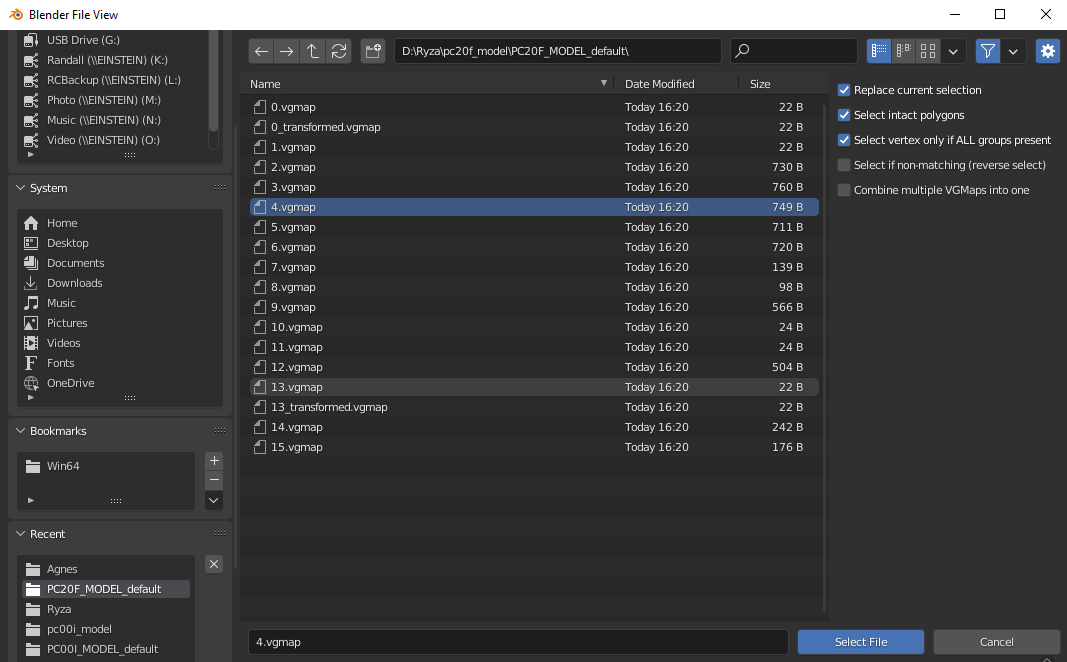 Blender File View
USB Drive (G:)
Randall (\\EINSTEIN) (K:)
RCBackup (\\EINSTEIN) (L:)
Photo (\\EINSTEIN) (M:)
Music (\\EINSTEIN) (N:)
Video (\\EINSTEIN) (O:)
System
Home
Desktop
Documents
Downloads
Music
Pictures
Videos
Fonts
OneDrive
Bookmarks
Win64
Recent
Agnes
PC20F_MODEL_default
Ryza
pc00i_model
PC00I_MODEL_default
D:\Ryza\pc20f_model\PC20F_MODEL_default\
Name Date Modified Size
0.vgmap Today 16:20 22 B
0_transformed.vgmap Today 16:20 22 B
1.vgmap Today 16:20 22 B
2.vgmap Today 16:20 730 B
3.vgmap Today 16:20 760 B
4.vgmap Today 16:20 749 B
5.vgmap Today 16:20 711 B
6.vgmap Today 16:20 720 B
7.vgmap Today 16:20 139 B
8.vgmap Today 16:20 98 B
9.vgmap Today 16:20 566 B
10.vgmap Today 16:20 24 B
11.vgmap Today 16:20 24 B
12.vgmap Today 16:20 504 B
13.vgmap Today 16:20 22 B
13_transformed.vgmap Today 16:20 22 B
14.vgmap Today 16:20 242 B
15.vgmap Today 16:20 176 B
Replace current selection
Select intact polygons
Select vertex only if ALL groups present
Select if non-matching (reverse select)
Combine multiple VGMaps into one
4.vgmap
Select File
Cancel